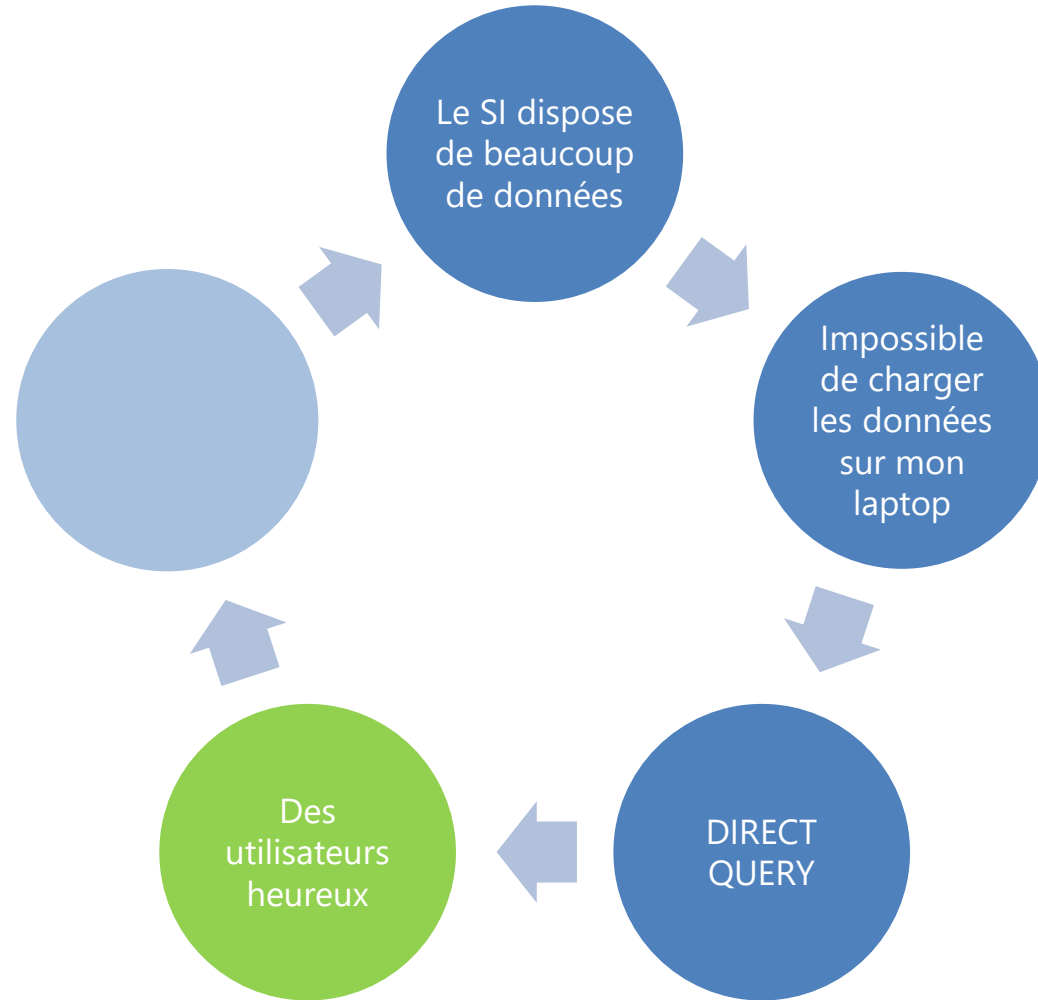 Le SI dispose
de beaucoup
de données
Impossible
de charger
les données
sur mon
laptop
DIRECT
QUERY
Des
utilisateurs
heureux